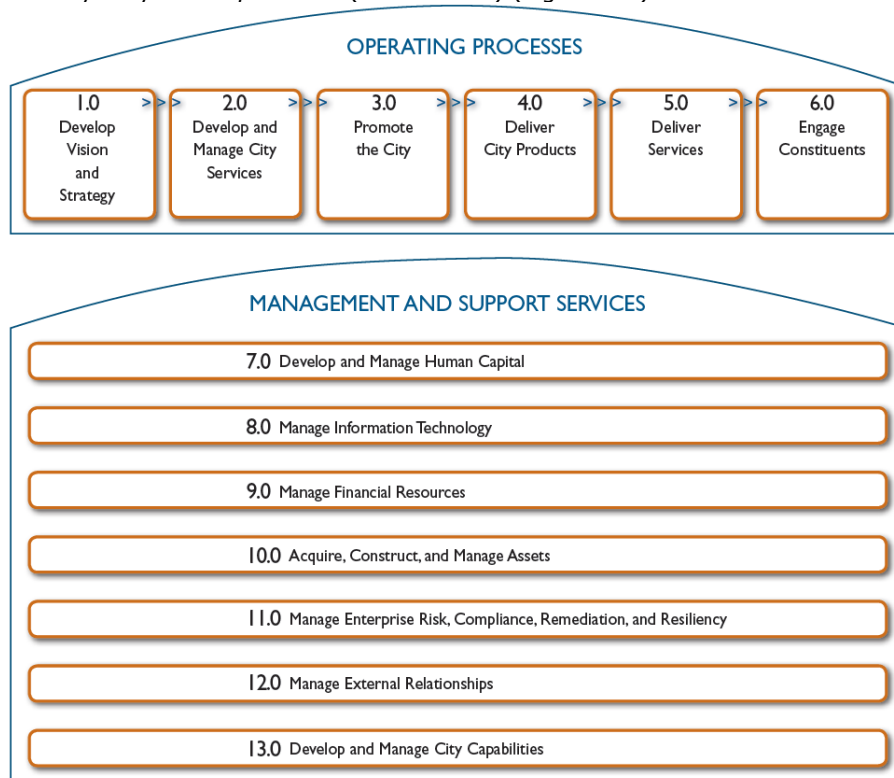 OPERATING PROCESSES
1.0 >>> 2.0 >>> 3.0 >>> 4.0 >>> 5.0 >>> 6.0
Develop
Vision
and
Strategy
Develop and
Manage City
Services
Promote
the City
Deliver
City Products
Deliver
Services
Engage
Constituents
MANAGEMENT AND SUPPORT SERVICES
7.0 Develop and Manage Human Capital
8.0 Manage Information Technology
9.0 Manage Financial Resources
10.0 Acquire, Construct, and Manage Assets
11.0 Manage Enterprise Risk, Compliance, Remediation, and Resiliency
12.0 Manage External Relationships
13.0 Develop and Manage City Capabilities